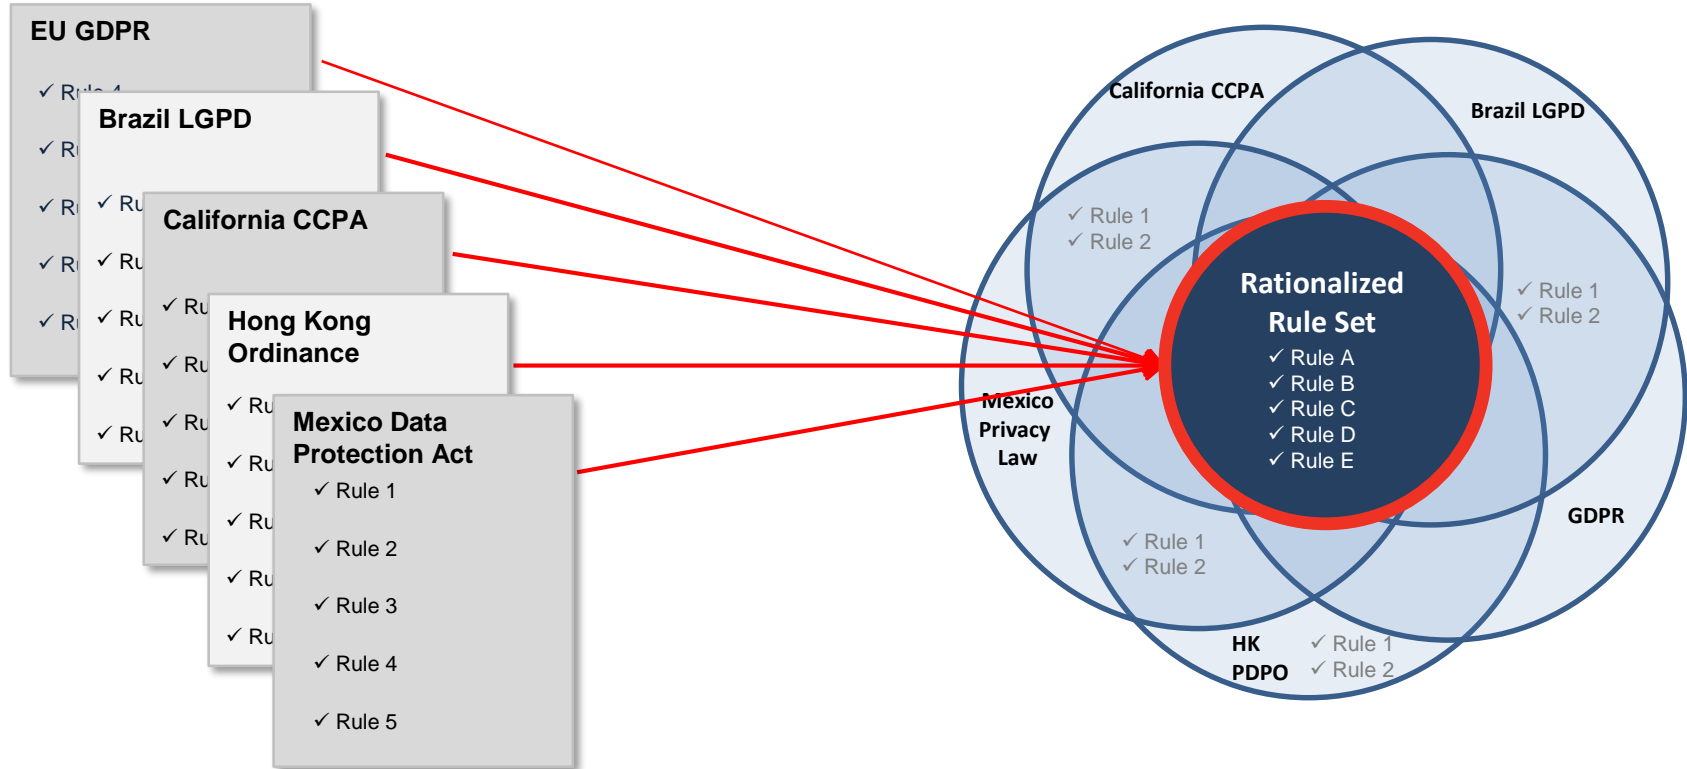 EU GDPR
✓
✓
✓
✓
✓
Brazil LGPD
✓
✓
✓
✓
✓
California CCPA
✓
✓
✓
✓
✓
Hong Kong
Ordinance
✓
✓
✓
✓
✓
Mexico Data
Protection Act
✓ Rule 1
✓ Rule 2
✓ Rule 3
✓ Rule 4
✓ Rule 5
California CCPA
Brazil LGPD
✓ Rule 1
✓ Rule 2
✓ Rule 1
✓ Rule 2
Rationalized
Rule Set
✓ Rule A
✓ Rule B
✓ Rule C
✓ Rule D
✓ Rule E
Mexico
Privacy
Law
GDPR
✓ Rule 1
✓ Rule 2
HK
PDPO
✓ Rule 1
✓ Rule 2